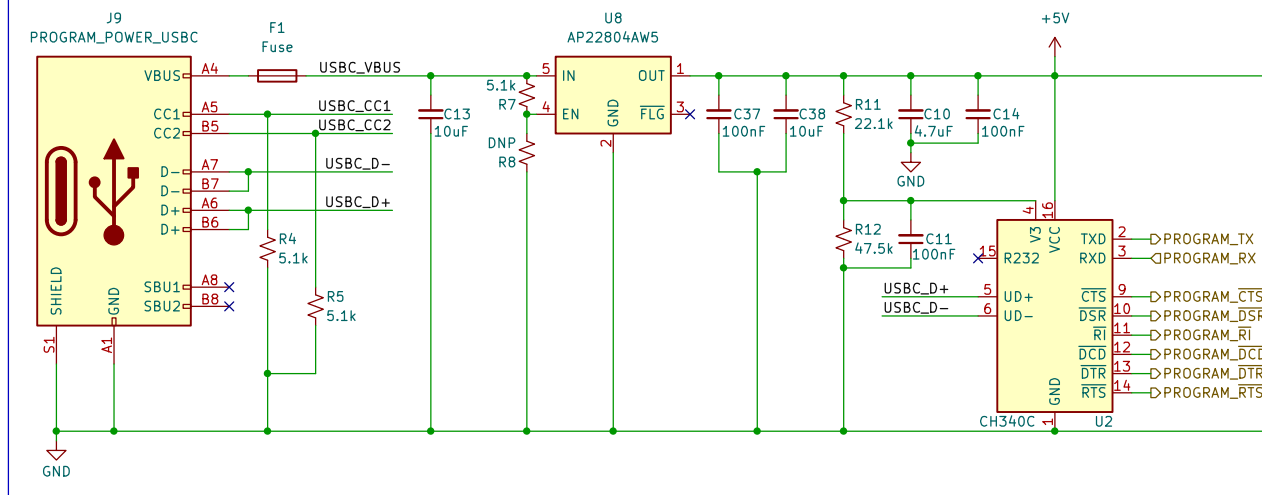 J9
PROGRAM_POWER_USBC
VBUS
A4
CC1
A5
CC2
B5
D-
A7
D-
B7
D+
A6
D+
B6
SBU1
A8
SBU2
B8
SHIELD
GND
S1
A1
GND
F1
Fuse
USBC_VBUS
USBC_CC1
USBC_CC2
USBC_D-
USBC_D+
R4
5.1k
R5
5.1k
C13
10uF
5.1k
R7
DNP
R8
U8
AP22804AW5
5
IN
OUT
1
4
EN
GND
FLG
3
2
C37
100nF
C38
10uF
R11
22.1k
C10
4.7uF
C14
100nF
GND
+5V
R12
47.5k
C11
100nF
4
16
V3
VCC
15
R232
USBC_D+
5
UD+
USBC_D-
6
UD-
TXD
2
PROGRAM_TX
RXD
3
PROGRAM_RX
CTS
9
PROGRAM_CTS
DSR
10
PROGRAM_DSR
RI
11
PROGRAM_RI
DCD
12
PROGRAM_DCD
DTR
13
PROGRAM_DTR
RTS
14
PROGRAM_RTS
GND
1
CH340C
U2